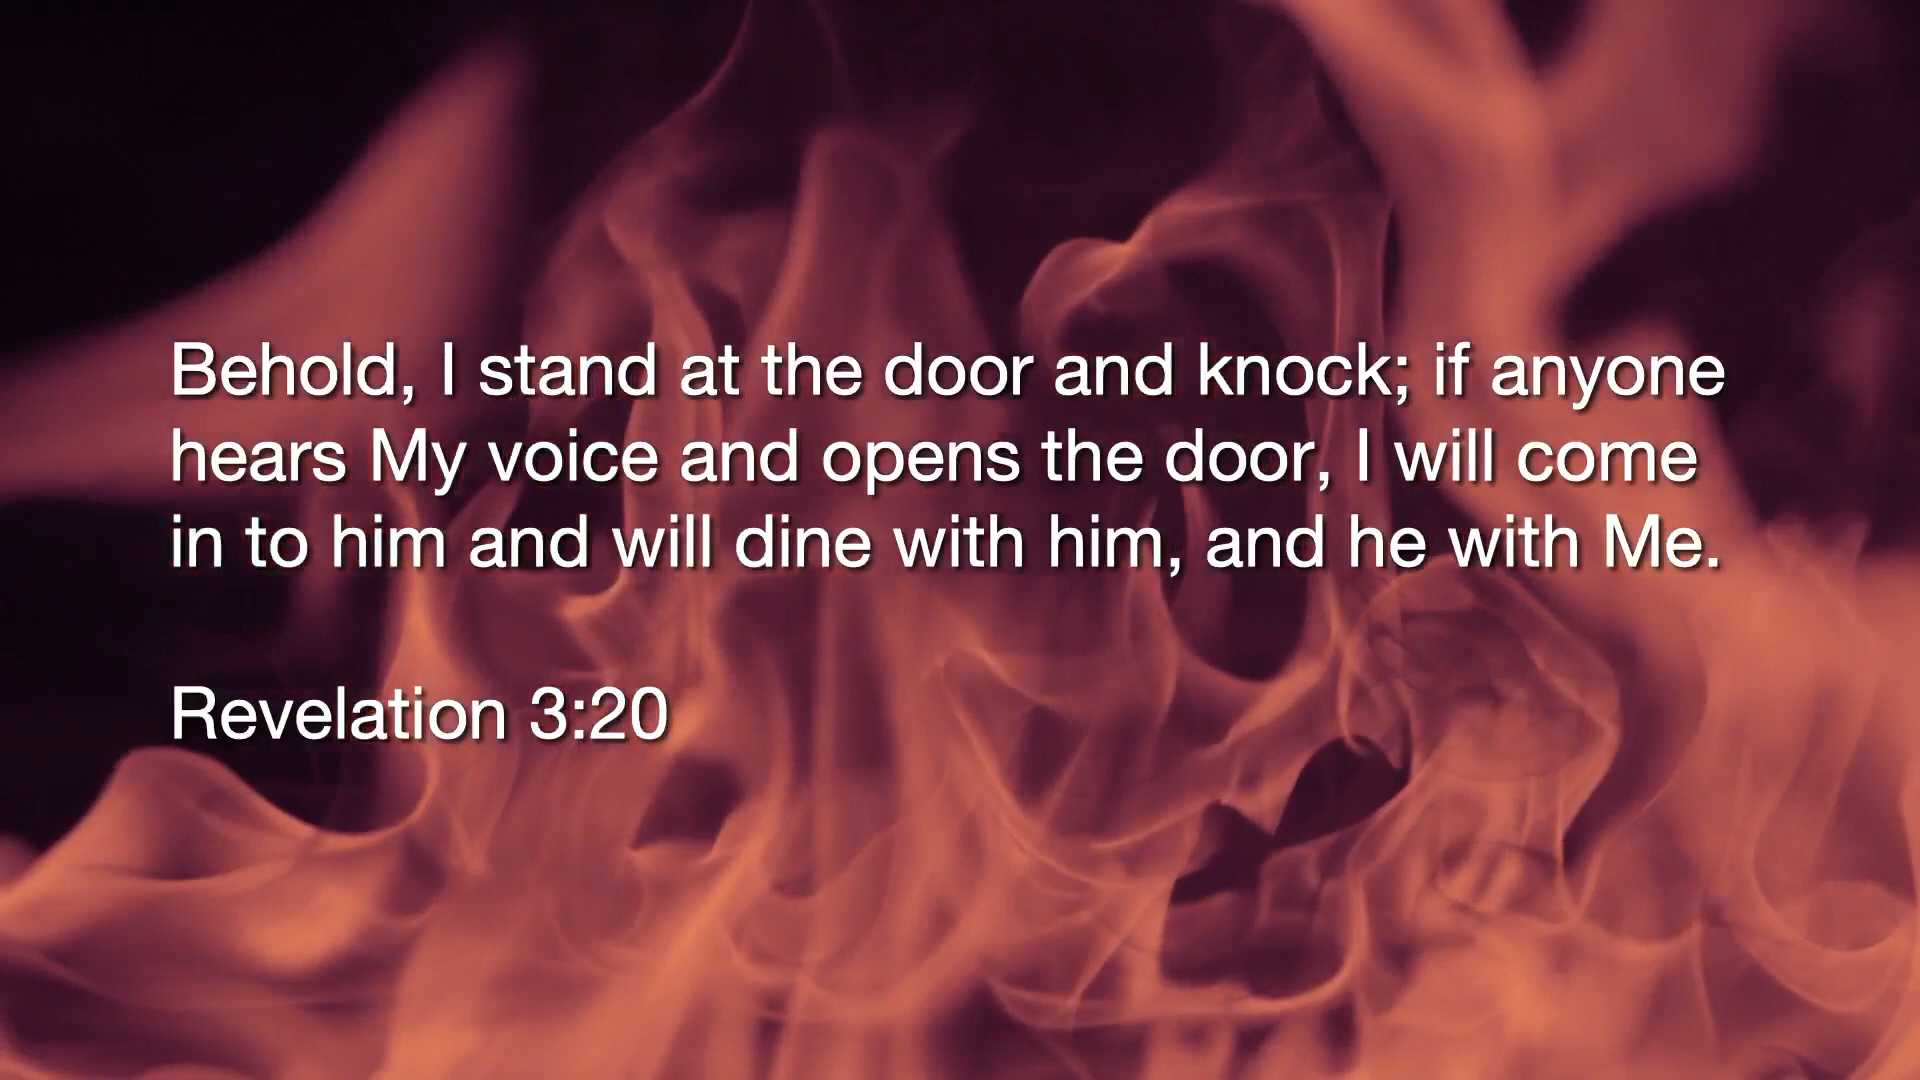 Behold, I stand at the door and knock; if anyone
hears My voice and opens the door, I will come
in to him and will dine with him, and he with Me.
Revelation 3:20